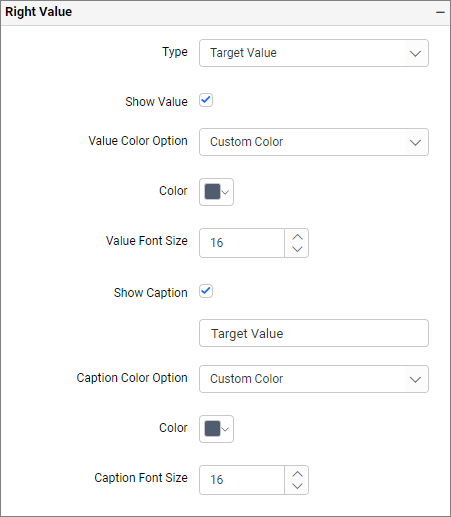 Right Value
Type Target Value
Show Value
Value Color Option Custom Color
Color
Value Font Size 16
Show Caption
Target Value
Caption Color Option Custom Color
Color
Caption Font Size 16